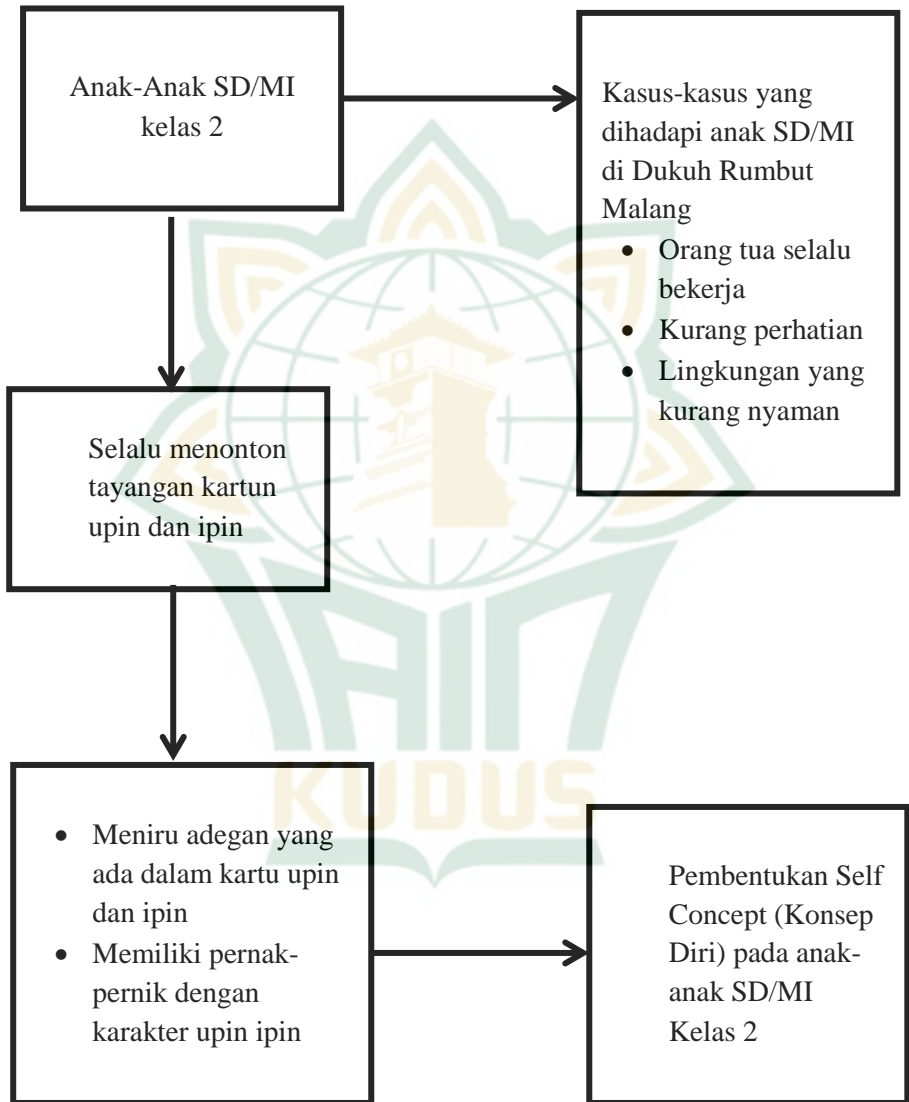 Anak-Anak SD/MI
kelas 2
Kasus-kasus yang
dihadapi anak SD/MI
di Dukuh Rumbut
Malang
• Orang tua selalu
bekerja
• Kurang perhatian
• Lingkungan yang
kurang nyaman
Selalu menonton
tayangan kartun
upin dan ipin
• Meniru adegan yang
ada dalam kartu upin
dan ipin
• Memiliki pernak-
pernik dengan
karakter upin ipin
Pembentukan Self
Concept (Konsep
Diri) pada anak-
anak SD/MI
Kelas 2
IAIN
KUDUS